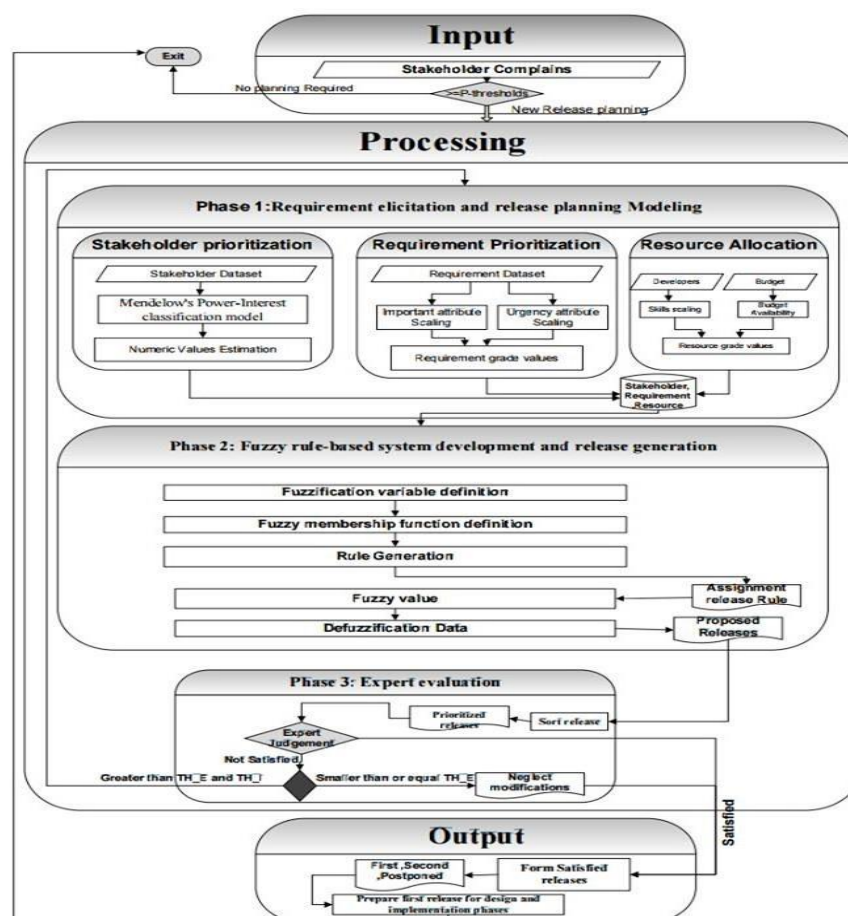 Input
Exit
Stakeholder Complains
No planning Required
>=P-thresholds
New Release planning
Processing
Phase 1:Requirement elicitation and release planning Modeling
Stakeholder prioritization
Requirement Prioritization
Resource Allocation
Stakeholder Dataset
Requirement Dataset
Developers
Budget
Mendelow's Power-Interest
classification model
Important attribute
Scaling
Urgency attribute
Scaling
Skills scaling
Budget
Availability
Numeric Values Estimation
Requirement grade values
Resource grade values
Stakeholder,
Requirement
,Resource
Phase 2: Fuzzy rule-based system development and release generation
Fuzzification variable definition
Fuzzy membership function definition
Rule Generation
Assignment
release Rule
Fuzzy value
Defuzzification Data
Proposed
Releases
Phase 3: Expert evaluation
Prioritized
releases
Sort release
Expert
Judgement
Not Satisfied
Greater than TH_E and
Smaller than or equal TH_E
Neglect
modifications
Satisfied
Output
First ,Second
,Postponed
Form Satisfied
releases
Prepare first release for design and
implementation phases